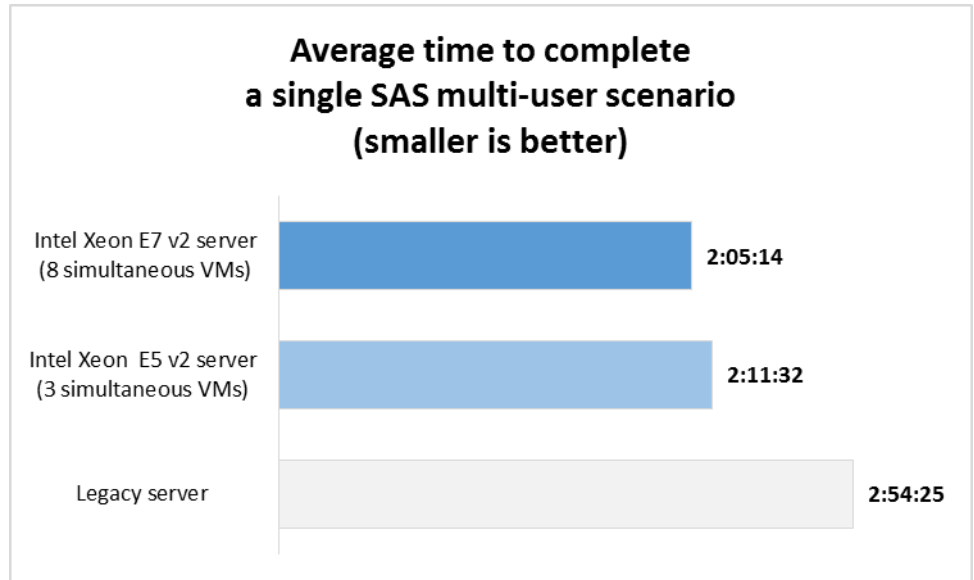 Average time to complete
a single SAS multi-user scenario
(smaller is better)
Intel Xeon E7 v2 server
(8 simultaneous VMs)
2:05:14
Intel Xeon  E5 v2 server
(3 simultaneous VMs)
2:11:32
Legacy server
2:54:25